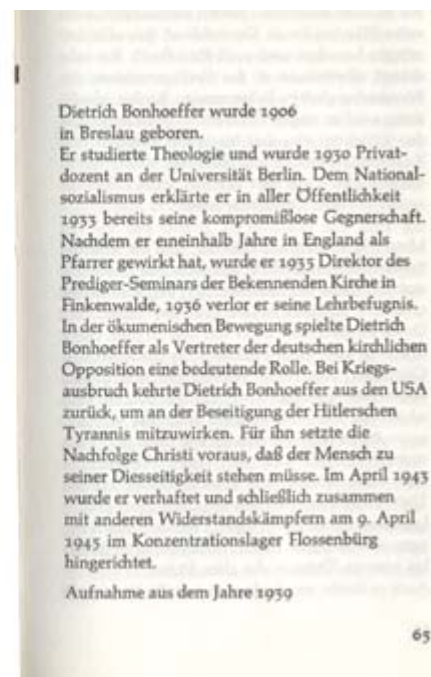 Dietrich Bonhoeffer wurde 1906
in Breslau geboren.
Er studierte Theologie und wurde 1930 Privat-
dozent an der Universität Berlin. Dem National-
sozialismus erklärte er in aller Öffentlichkeit
1933 bereits seine kompromißlose Gegnerschaft.
Nachdem er eineinhalb Jahre in England als
Pfarrer gewirkt hat, wurde er 1935 Direktor des
Prediger-Seminars der Bekennenden Kirche in
Finkenwalde, 1936 verlor er seine Lehrbefugnis.
In der ökumenischen Bewegung spielte Dietrich
Bonhoeffer als Vertreter der deutschen kirchlichen
Opposition eine bedeutende Rolle. Bei Kriegs-
ausbruch kehrte Dietrich Bonhoeffer aus den USA
zurück, um an der Beseitigung der Hitlerschen
Tyrannis mitzuwirken. Für ihn setzte die
Nachfolge Christi voraus, daß der Mensch zu
seiner Diesseitigkeit stehen müsse. Im April 1943
wurde er verhaftet und schließlich zusammen
mit anderen Widerstandskämpfern am 9. April
1945 im Konzentrationslager Flossenbürg
hingerichtet.
Aufnahme aus dem Jahre 1939
65